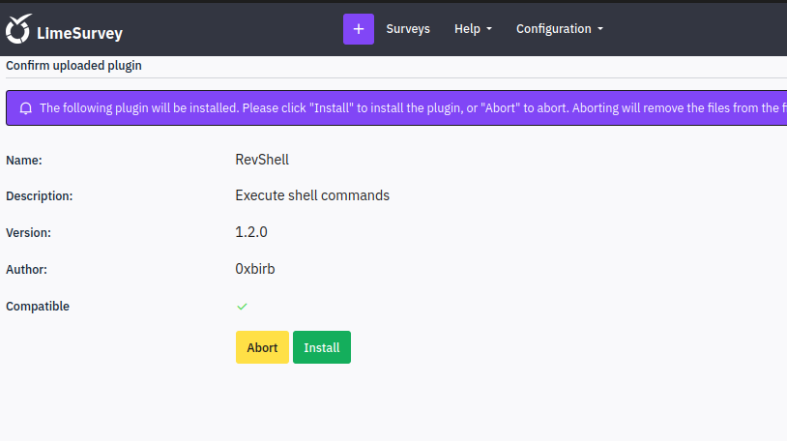 LimeSurvey
+ Surveys Help Configuration
Confirm uploaded plugin
The following plugin will be installed. Please click "Install" to install the plugin, or "Abort" to abort. Aborting will remove the files from the
Name: RevShell
Description: Execute shell commands
Version: 1.2.0
Author: 0xbirb
Compatible
Abort Install